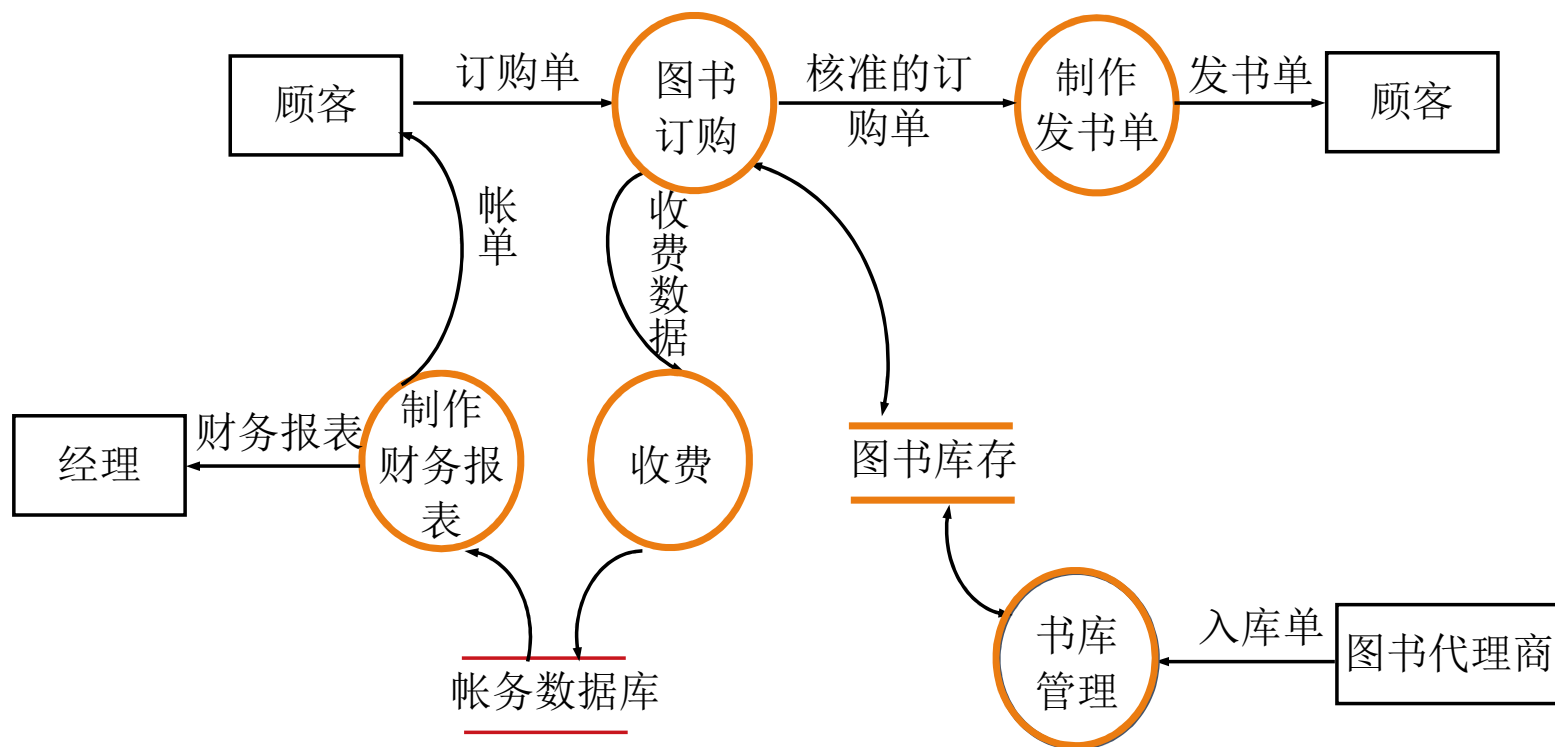 顾客
订购单
图书
订购
核准的订
购单
制作
发书单
发书单
顾客
帐单
收费数据
经理
财务报表
制作
财务报
表
收费
图书库存
帐务数据库
书库
管理
入库单
图书代理商